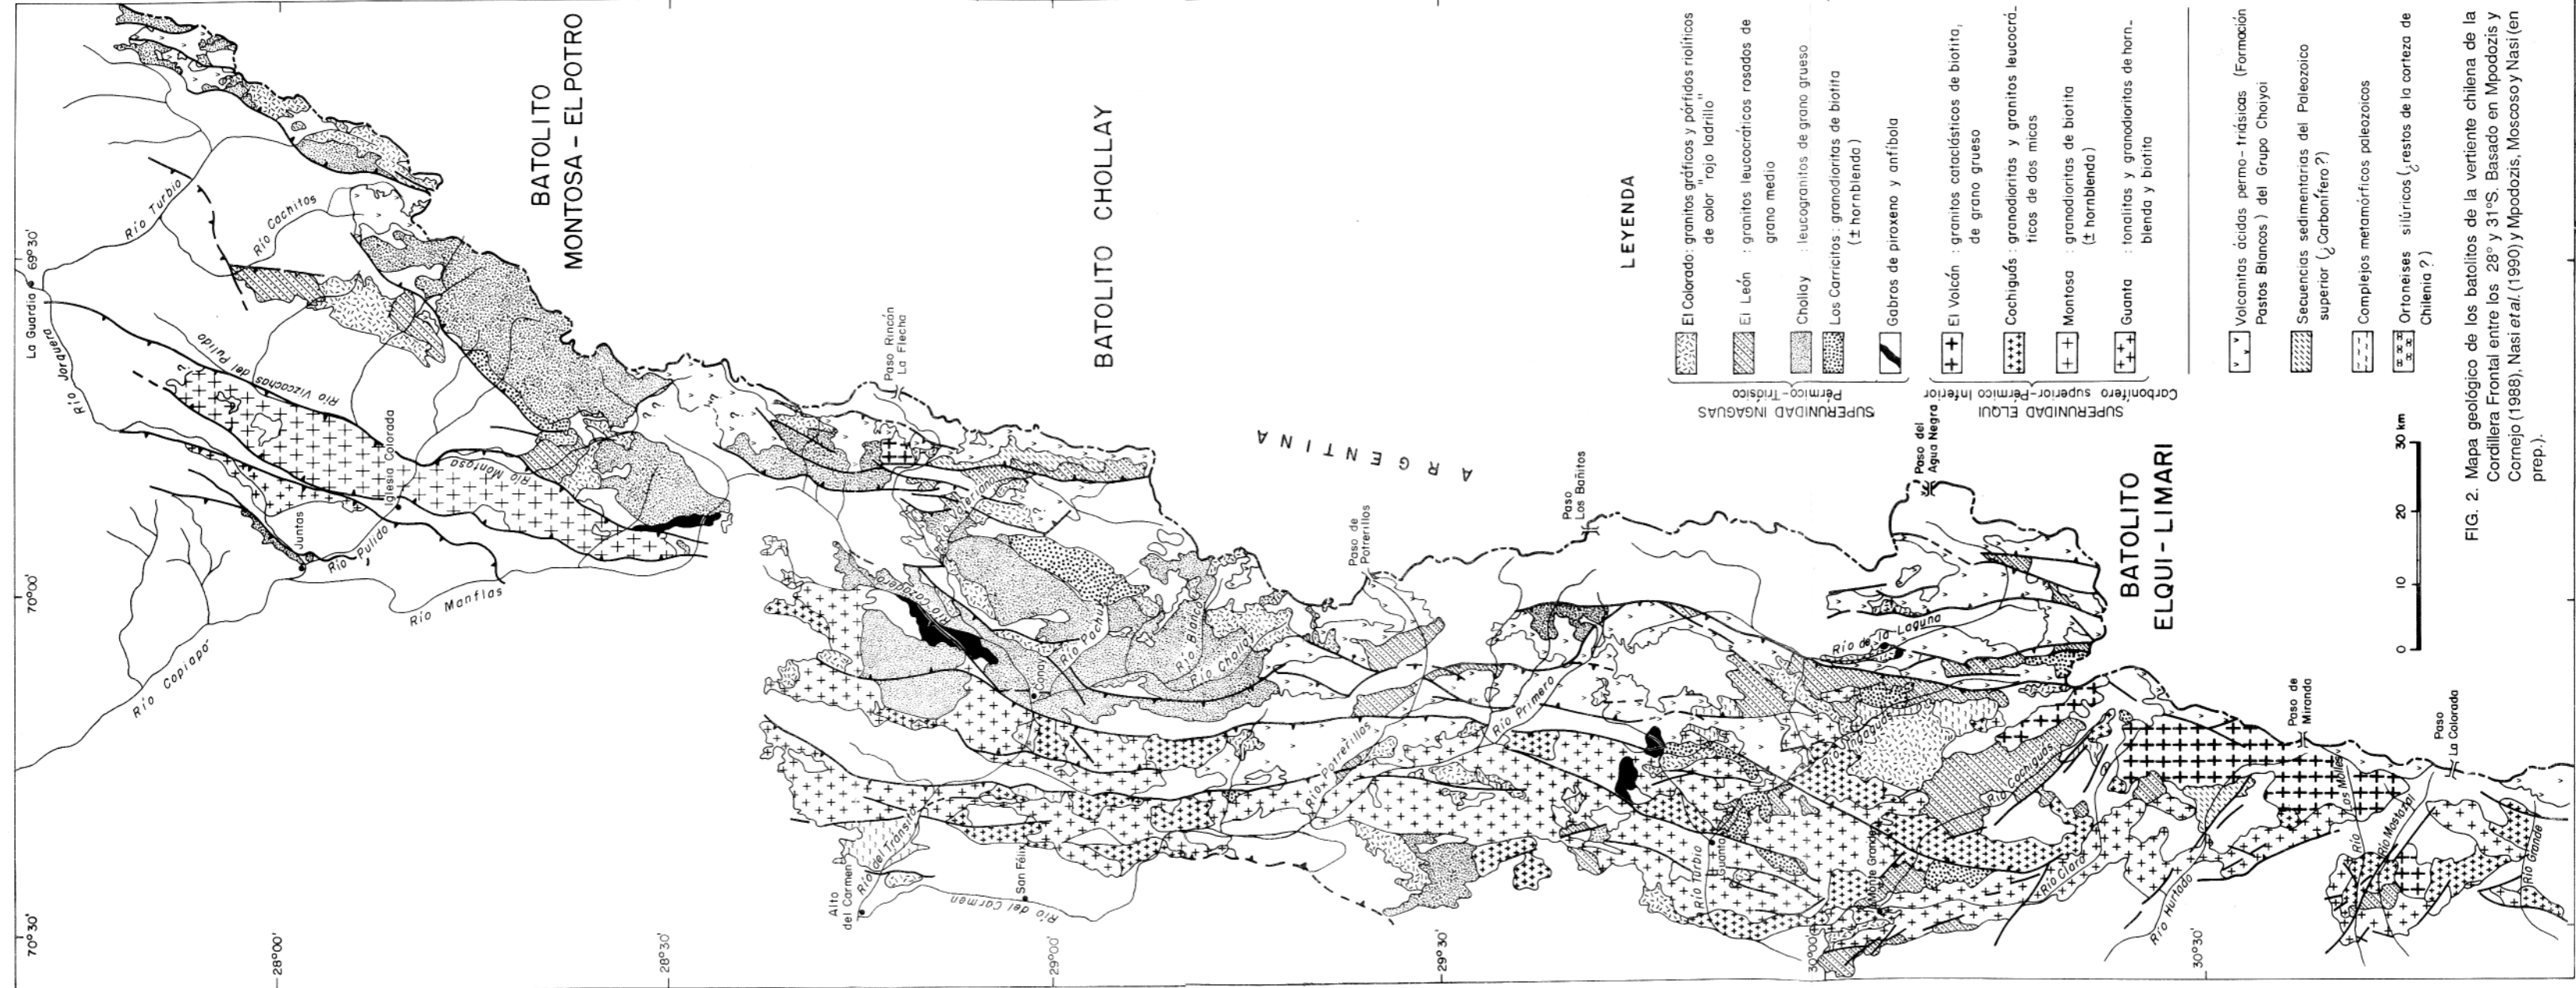 70°30'
70°00'
69°30'
28°00'
28°30'
29°00'
29°30'
30°00'
30°30'
La Guardia
Río Jorquera
Río Turbio
Río Cachitos
Río Vizcachas del Pulido
Iglesia Colorada
Río Montosa
Juntas
Río Pulido
Río Manflas
Río Copiapó
BATOLITO
MONTOSA - EL POTRO
BATOLITO CHOLLAY
Paso Rincón
La Flecha
Alto
del Carmen
Río del Tránsito
San Félix
Río del Carmen
Conay
Río Pachuy
Río Blanco
Río Chollay
Paso de
Potrerillos
Río Potrerillos
Paso
Los Bañitos
Río Primero
ARGENTINA
Paso del
Agua Negra
Río de la Laguna
BATOLITO
ELQUI - LIMARI
Río Turbio
Guanta
Monte Grande
Río Cochiguás
Río Claro
Río Hurtado
Paso de
Miranda
Río Los Molles
Río Mostazal
Río Grande
Paso
La Colorada
0 10 20 30 km
LEYENDA
SUPERUNIDAD INGAGUAS
Pérmico-Triásico
El Colorado: granitos gráficos y pórfidos riolíticos
de color "rojo ladrillo"
El León : granitos leucocráticos rosados de
grano medio
Chollay : leucogranitos de grano grueso
Los Carricitos: granodioritas de biotita
(± hornblenda)
Gabros de piroxeno y anfíbola
SUPERUNIDAD ELQUI
Carbonífero superior-Pérmico Inferior
El Volcán : granitos cataclásticos de biotita,
de grano grueso
Cochiguás : granodioritas y granitos leucocrá-
ticos de dos micas
Montosa : granodioritas de biotita
(± hornblenda)
Guanta : tonalitas y granodioritas de horn-
blenda y biotita
Volcanitas ácidas permo-triásicas (Formación
Pastos Blancos) del Grupo Choiyoi
Secuencias sedimentarias del Paleozoico
superior (¿Carbonífero?)
Complejos metamórficos paleozoicos
Ortoneises silúricos (¿restos de la corteza de
Chilenia?)
FIG. 2. Mapa geológico de los batolitos de la vertiente chilena de la
Cordillera Frontal entre los 28° y 31°S. Basado en Mpodozis y
Cornejo (1988), Nasi et al. (1990) y Mpodozis, Moscoso y Nasi (en
prep.).